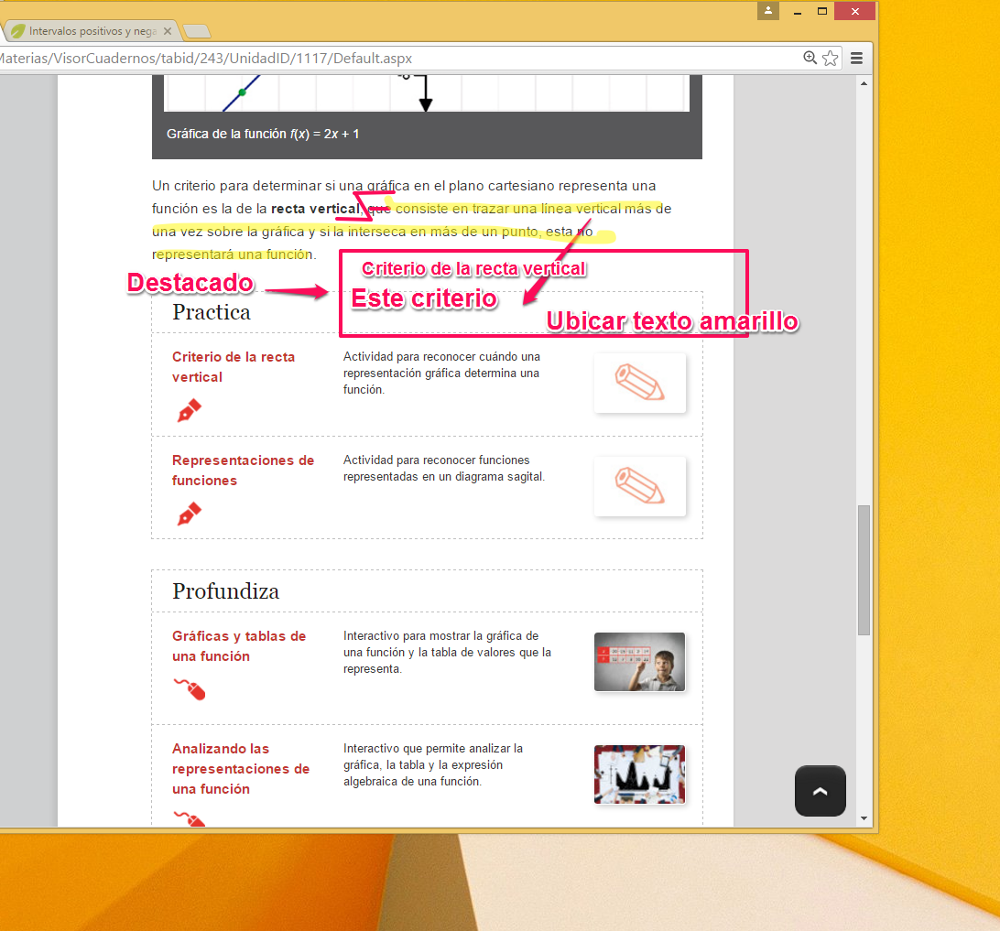 Intervalos positivos y nega
Materias/VisorCuadernos/tabid/243/UnidadID/1117/Default.aspx
Gráfica de la función f(x) = 2x + 1
Un criterio para determinar si una gráfica en el plano cartesiano representa una
función es la de la recta vertical, que consiste en trazar una línea vertical más de
una vez sobre la gráfica y si la interseca en más de un punto, esta no
representará una función.
Criterio de la recta vertical
Destacado
Este criterio
Ubicar texto amarillo
Practica
Criterio de la recta
vertical
Actividad para reconocer cuándo una
representación gráfica determina una
función.
Representaciones de
funciones
Actividad para reconocer funciones
representadas en un diagrama sagital.
Profundiza
Gráficas y tablas de
una función
Interactivo para mostrar la gráfica de
una función y la tabla de valores que la
representa.
Analizando las
representaciones de
una función
Interactivo que permite analizar la
gráfica, la tabla y la expresión
algebraica de una función.